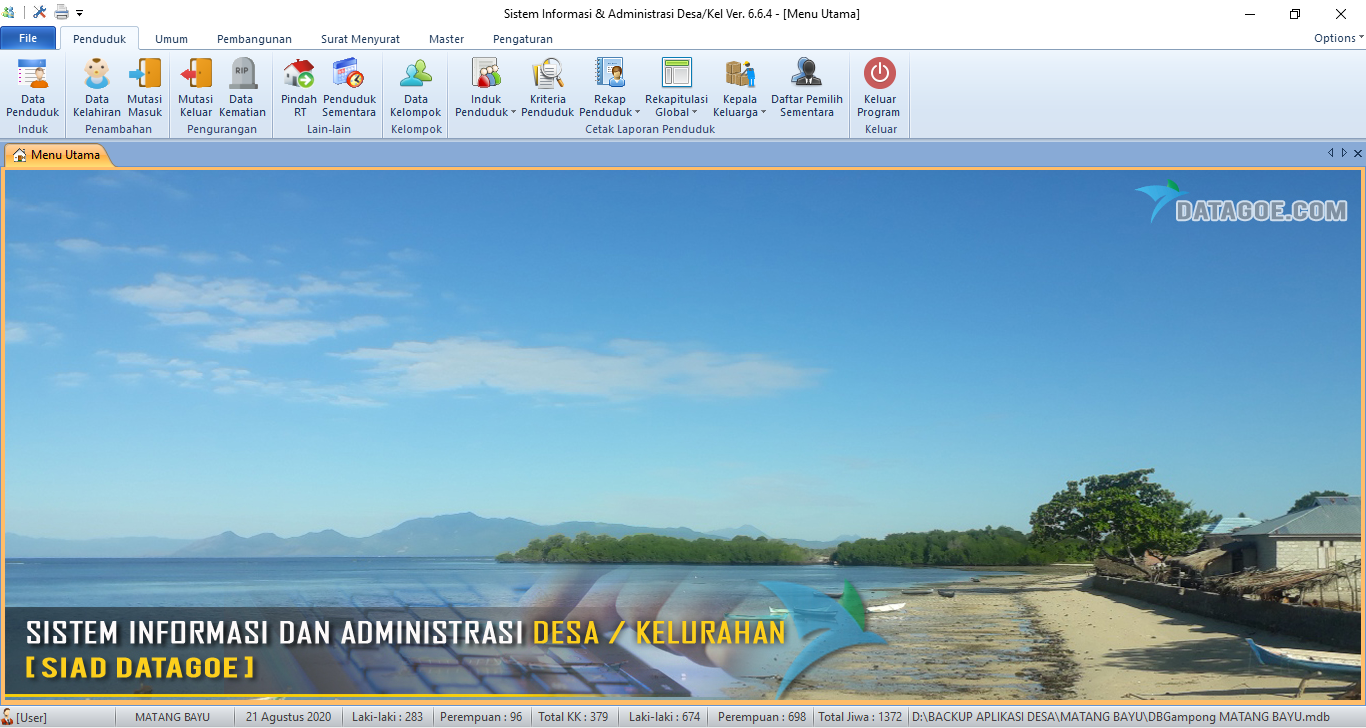 Sistem Informasi & Administrasi Desa/Kel Ver. 6.6.4 - [Menu Utama]
File Penduduk Umum Pembangunan Surat Menyurat Master Pengaturan Options
Data Penduduk
Data Kelahiran
Mutasi Masuk
Mutasi Keluar
RIP
Data Kematian
Pindah RT
Penduduk Sementara
Data Kelompok
Induk Penduduk
Kriteria Penduduk
Rekap Penduduk
Rekapitulasi Global
Kepala Keluarga
Daftar Pemilih Sementara
Keluar Program
Induk Penambahan Pengurangan Lain-lain Kelompok Cetak Laporan Penduduk Keluar
Menu Utama
DATAGOE.COM
SISTEM INFORMASI DAN ADMINISTRASI DESA / KELURAHAN
[ SIAD DATAGOE ]
[User] MATANG BAYU 21 Agustus 2020 Laki-laki : 283 Perempuan : 96 Total KK : 379 Laki-laki : 674 Perempuan : 698 Total Jiwa : 1372 D:\BACKUP APLIKASI DESA\MATANG BAYU\DBGampong MATANG BAYU.mdb